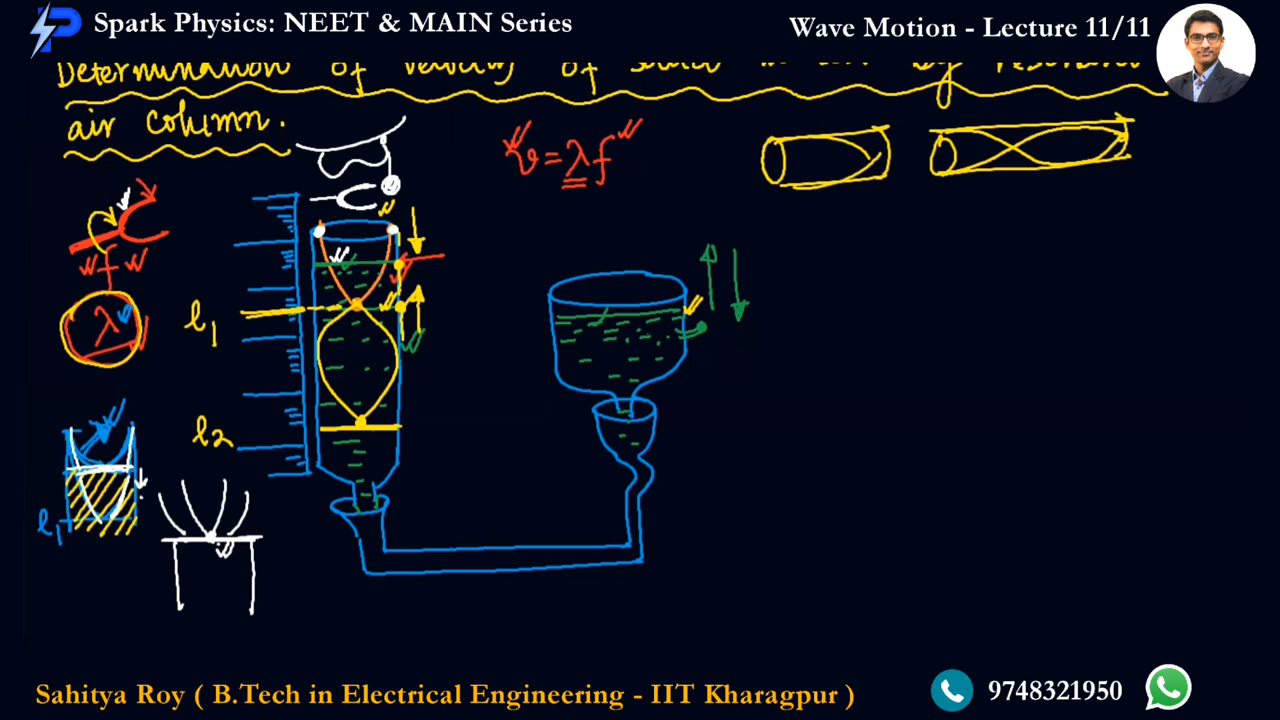 Spark Physics: NEET & MAIN Series
Wave Motion - Lecture 11/11
Determination of velocity of sound in air by resonance
air column.
v = λf
f
λ
l₁
l₂
l₁
Sahitya Roy ( B.Tech in Electrical Engineering - IIT Kharagpur )
9748321950